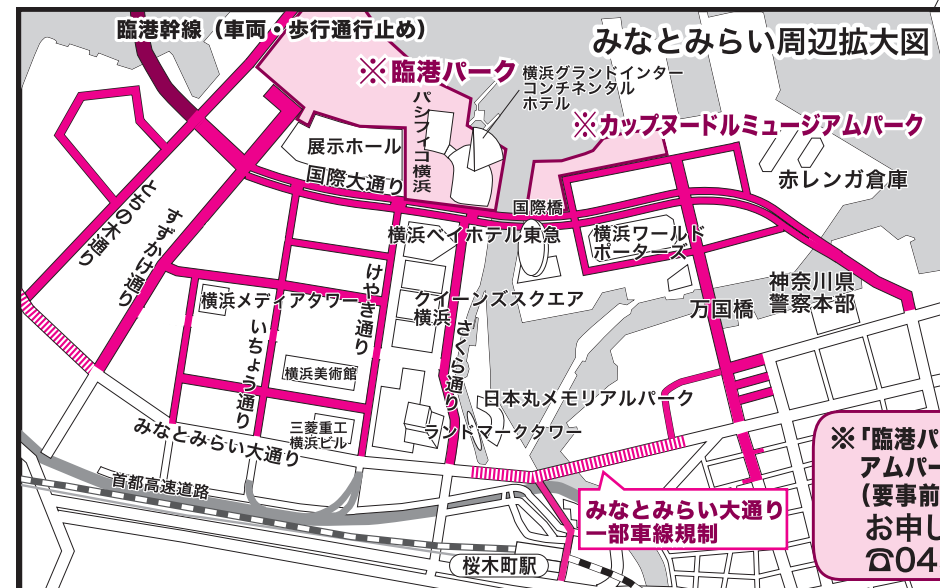 臨港幹線（車両・歩行通行止め）
みなとみらい周辺拡大図
※臨港パーク
横浜グランドインター
コンチネンタル
ホテル
パシフィコ横浜
※カップヌードルミュージアムパーク
展示ホール
国際大通り
赤レンガ倉庫
国際橋
とちの木通り
すずかけ通り
横浜ベイホテル東急
横浜ワールド
ポーターズ
けやき通り
神奈川県
警察本部
横浜メディアタワー
クイーンズスクエア
横浜
万国橋
いちょう通り
さくら通り
横浜美術館
日本丸メモリアルパーク
三菱重工
横浜ビル
ランドマークタワー
みなとみらい大通り
首都高速道路
みなとみらい大通り
一部車線規制
桜木町駅
※「臨港パ
アムパー
（要事前
お申し
☎04